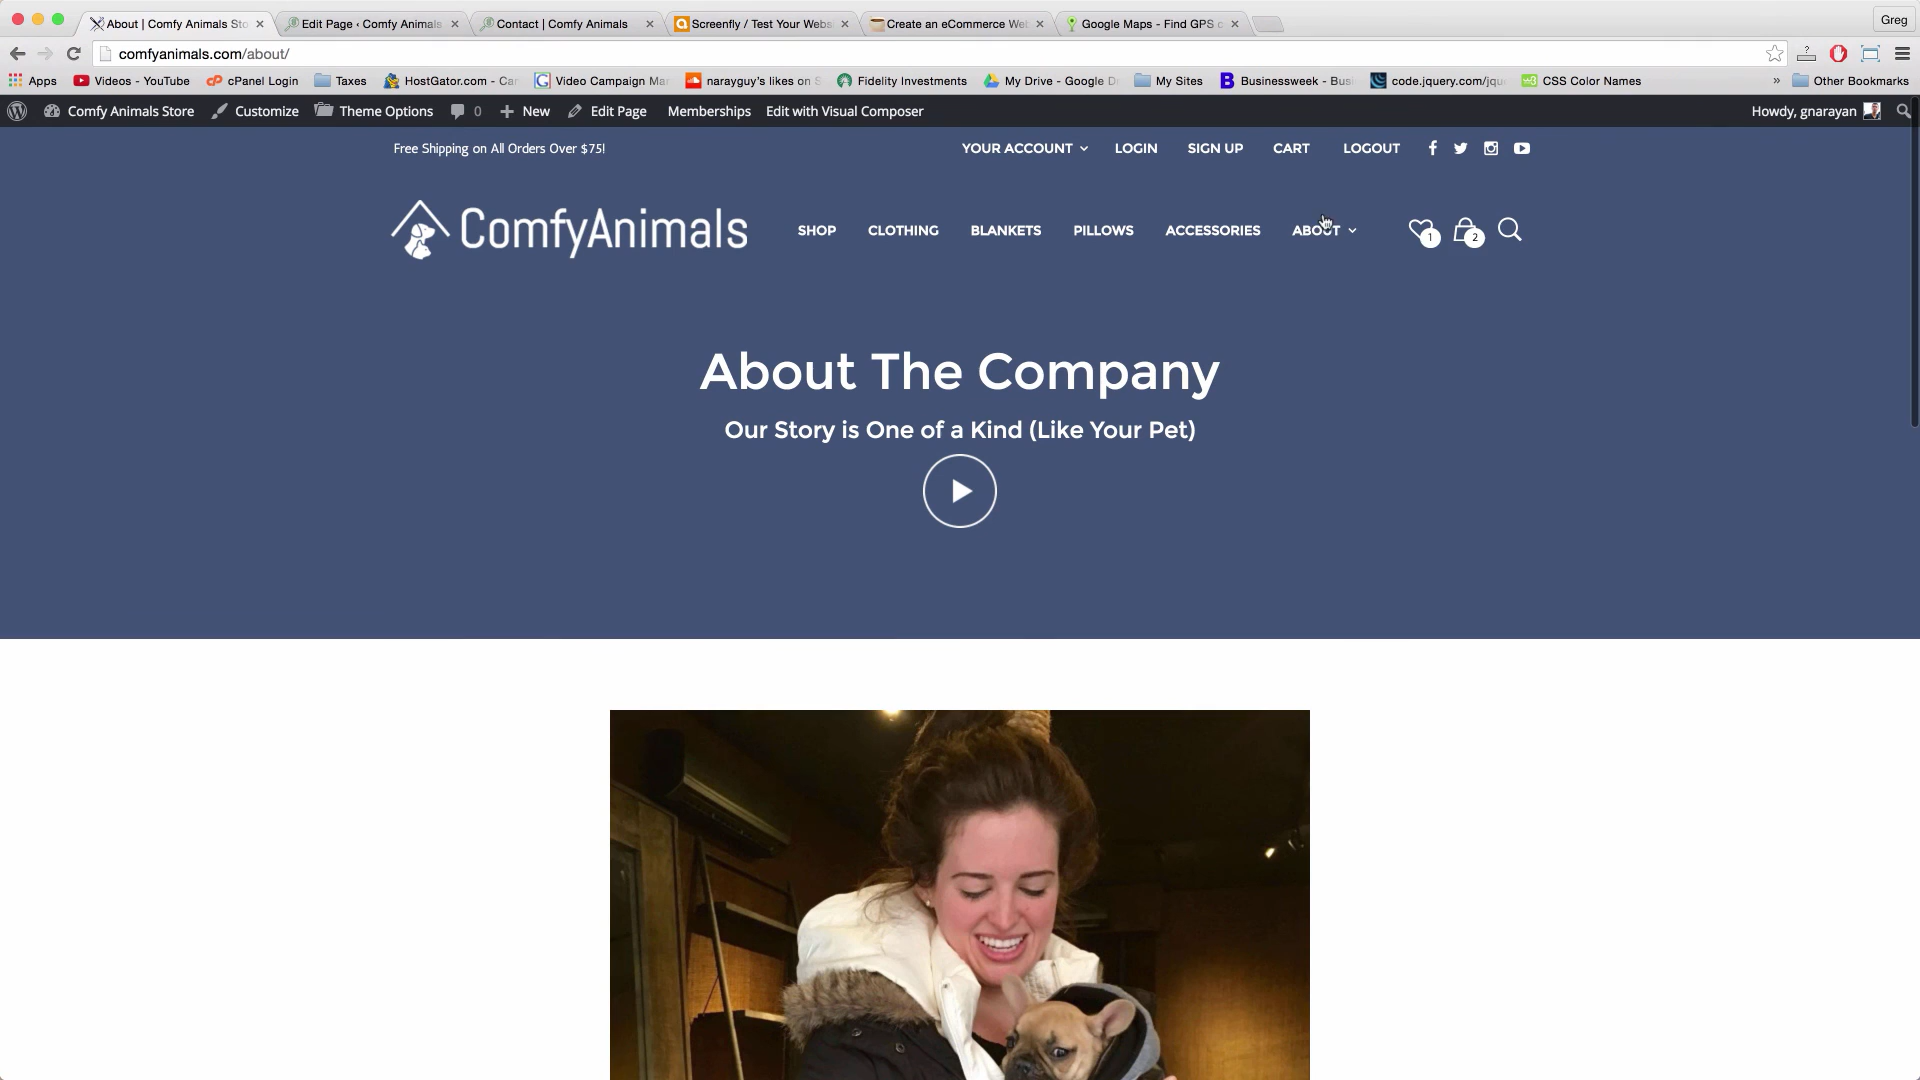 About | Comfy Animals Sto
Edit Page ‹ Comfy Animals
Contact | Comfy Animals
Screenfly / Test Your Webs
Create an eCommerce We
Google Maps - Find GPS c
Greg
comfyanimals.com/about/
Apps
Videos - YouTube
cPanel Login
Taxes
HostGator.com - Ca
Video Campaign Ma
narayguy's likes on S
Fidelity Investments
My Drive - Google D
My Sites
Businessweek - Busi
code.jquery.com/jqu
CSS Color Names
»
Other Bookmarks
Comfy Animals Store
Customize
Theme Options
0
New
Edit Page
Memberships
Edit with Visual Composer
Howdy, gnarayan
Free Shipping on All Orders Over $75!
YOUR ACCOUNT
LOGIN
SIGN UP
CART
LOGOUT
ComfyAnimals
SHOP
CLOTHING
BLANKETS
PILLOWS
ACCESSORIES
ABOUT
1
2
About The Company
Our Story is One of a Kind (Like Your Pet)